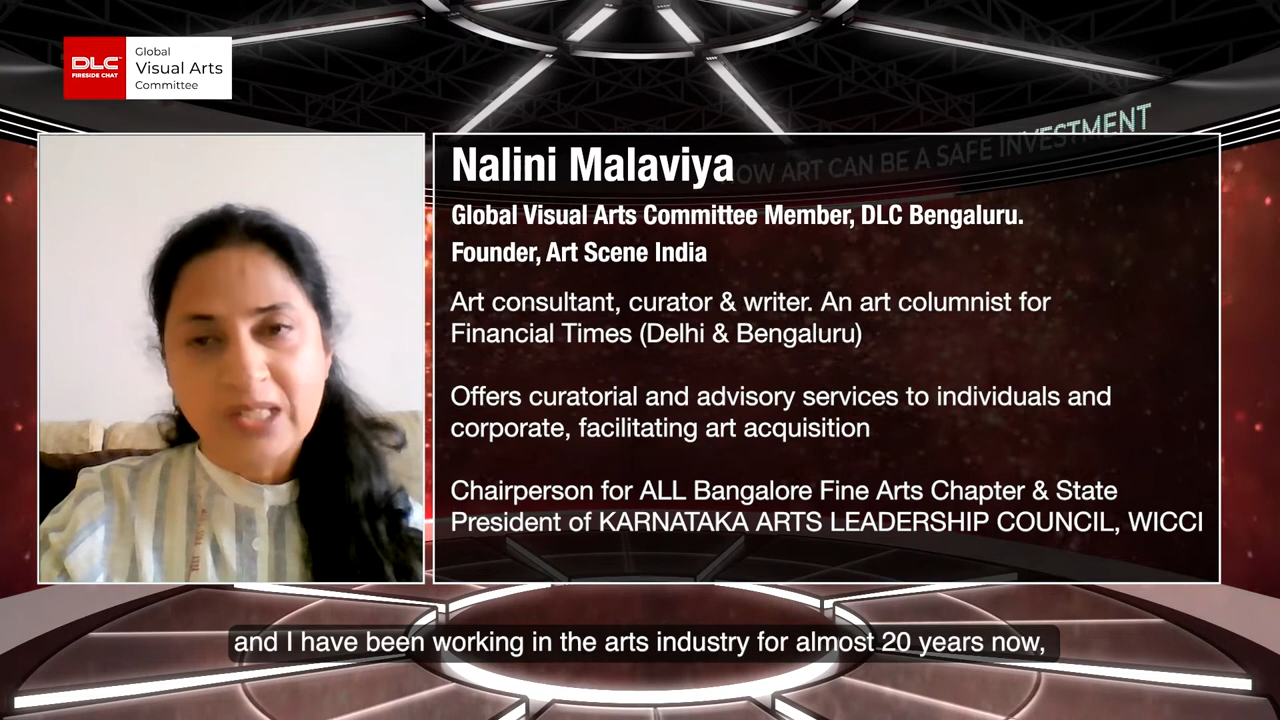 DLC
FIRESIDE CHAT
Global
Visual Arts
Committee
OW ART CAN BE A SAFE INVESTMENT
Nalini Malaviya
Global Visual Arts Committee Member, DLC Bengaluru.
Founder, Art Scene India
Art consultant, curator & writer. An art columnist for
Financial Times (Delhi & Bengaluru)
Offers curatorial and advisory services to individuals and
corporate, facilitating art acquisition
Chairperson for ALL Bangalore Fine Arts Chapter & State
President of KARNATAKA ARTS LEADERSHIP COUNCIL, WICCI
and I have been working in the arts industry for almost 20 years now,